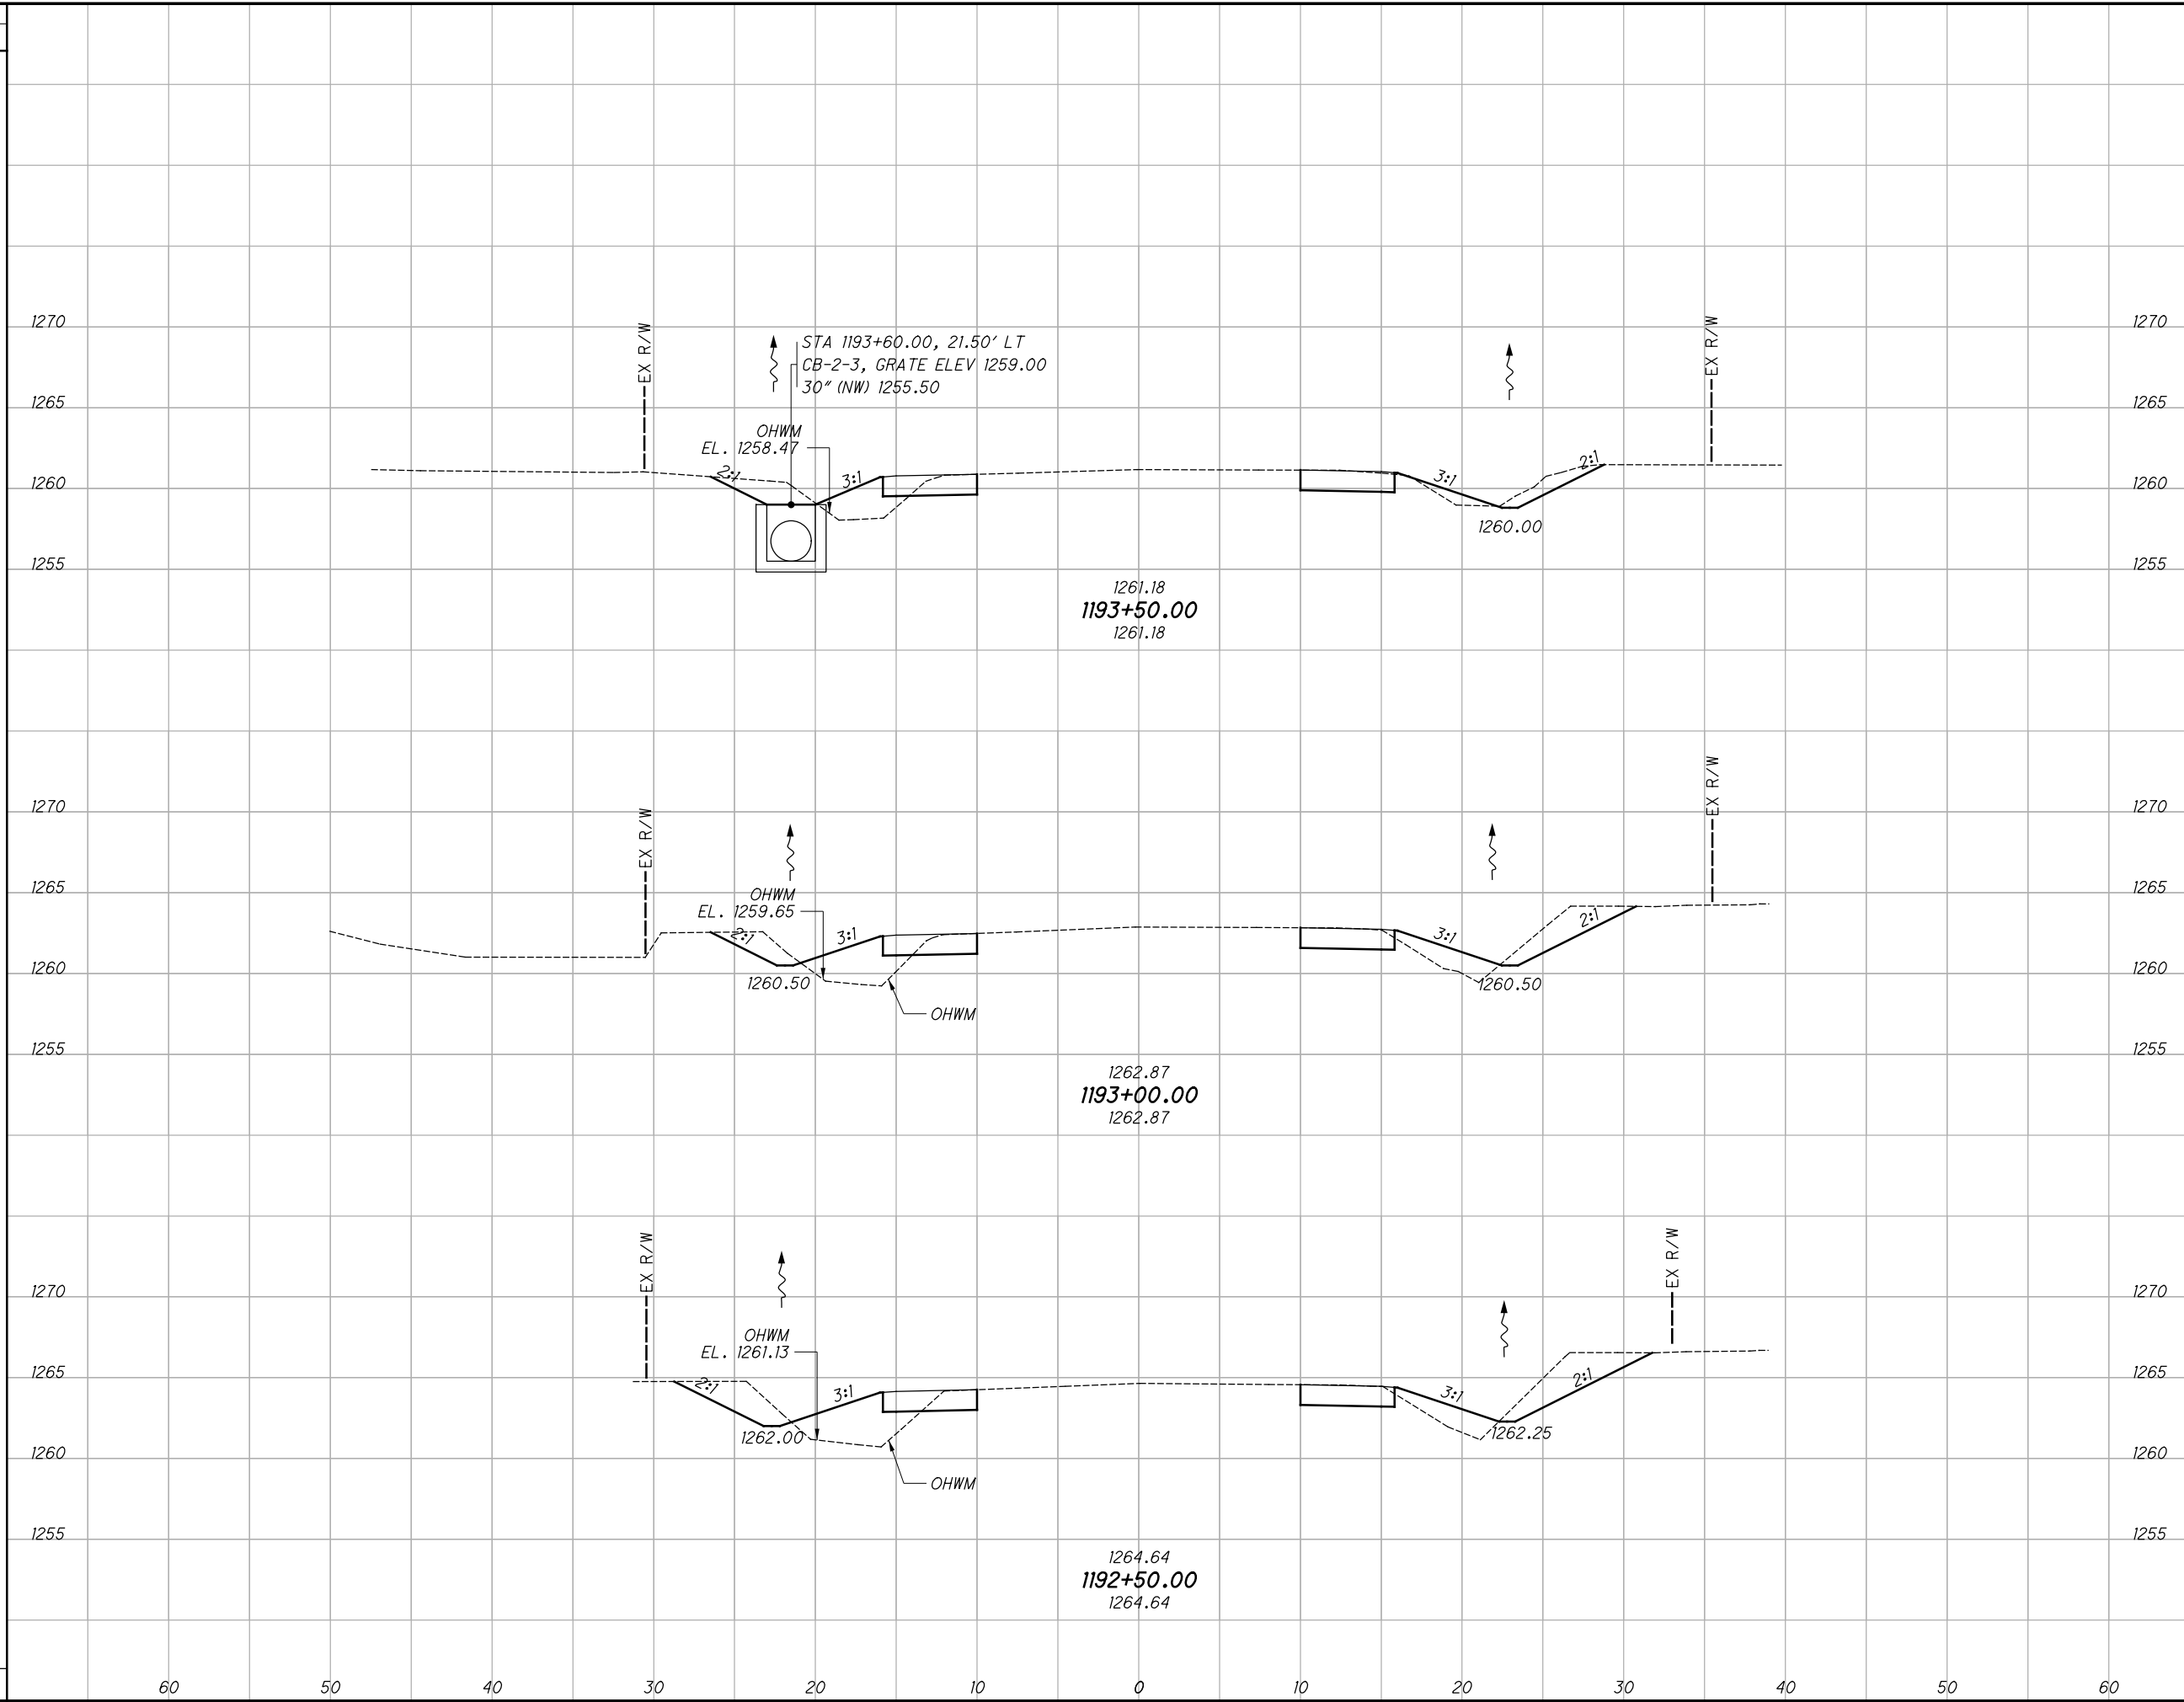 1270
EX R/W
STA 1193+60.00, 21.50' LT
CB-2-3, GRATE ELEV 1259.00
30" (NW) 1255.50
EX R/W
1270
1265
1265
OHWM
EL. 1258.47
2:1
3:1
3:1
2:1
1260
1260
1260.00
1255
1255
1261.18
1193+50.00
1261.18
1270
EX R/W
EX R/W
1270
1265
1265
OHWM
EL. 1259.65
2:1
3:1
3:1
2:1
1260
1260.50
1260.50
1260
OHWM
1255
1255
1262.87
1193+00.00
1262.87
EX R/W
EX R/W
1270
1270
OHWM
EL. 1261.13
1265
1265
2:1
3:1
3:1
2:1
1262.00
1262.25
1260
1260
OHWM
1255
1255
1264.64
1192+50.00
1264.64
60 50 40 30 20 10 0 10 20 30 40 50 60